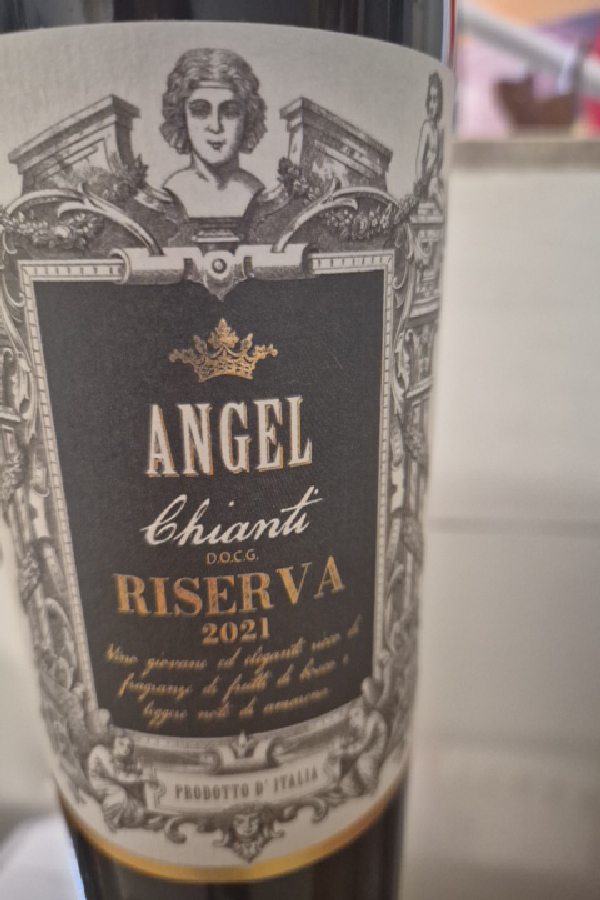 ANGEL
Chianti
D.O.C.G.
RISERVA
2021
Vino giovane ed elegante ricco di
fragranze di frutti di bosco e
leggere note di amarena
PRODOTTO D'ITALIA